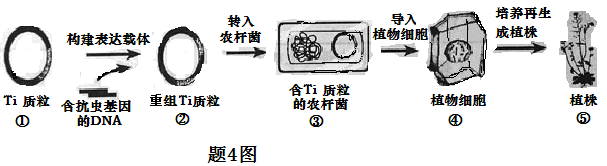 构建表达载体
转入
农杆菌
导入
植物细胞
培养再生
成植株
Ti 质粒
①
含抗虫基因
的DNA
重组Ti质粒
②
含Ti 质粒
的农杆菌
③
植物细胞
④
植株
⑤
题4图